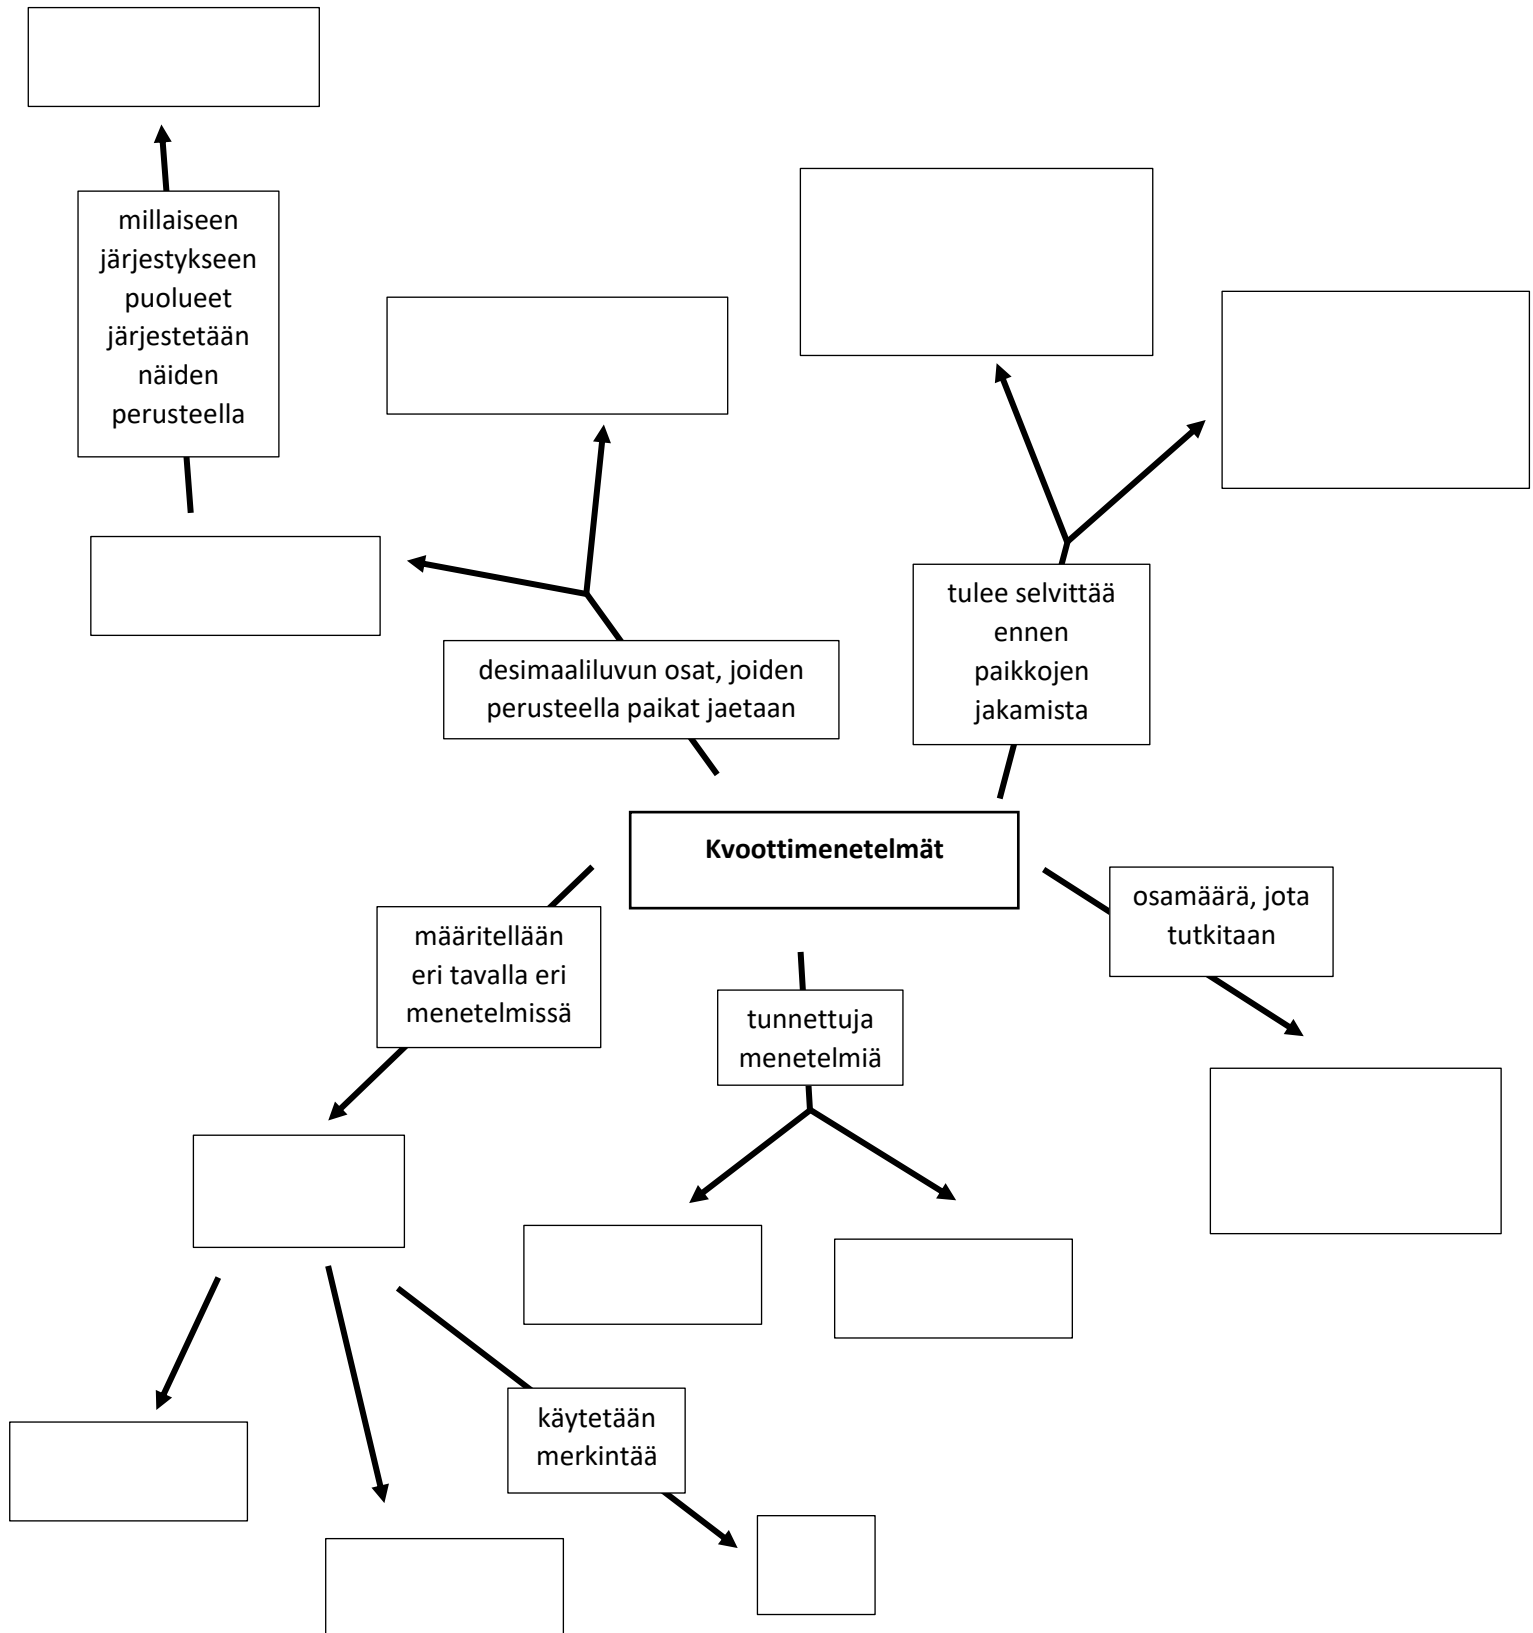 millaiseen
järjestykseen
puolueet
järjestetään
näiden
perusteella
tulee selvittää
ennen
paikkojen
jakamista
desimaaliluvun osat, joiden
perusteella paikat jaetaan
Kvoottimenetelmät
osamäärä, jota
tutkitaan
määritellään
eri tavalla eri
menetelmissä
tunnettuja
menetelmiä
käytetään
merkintää